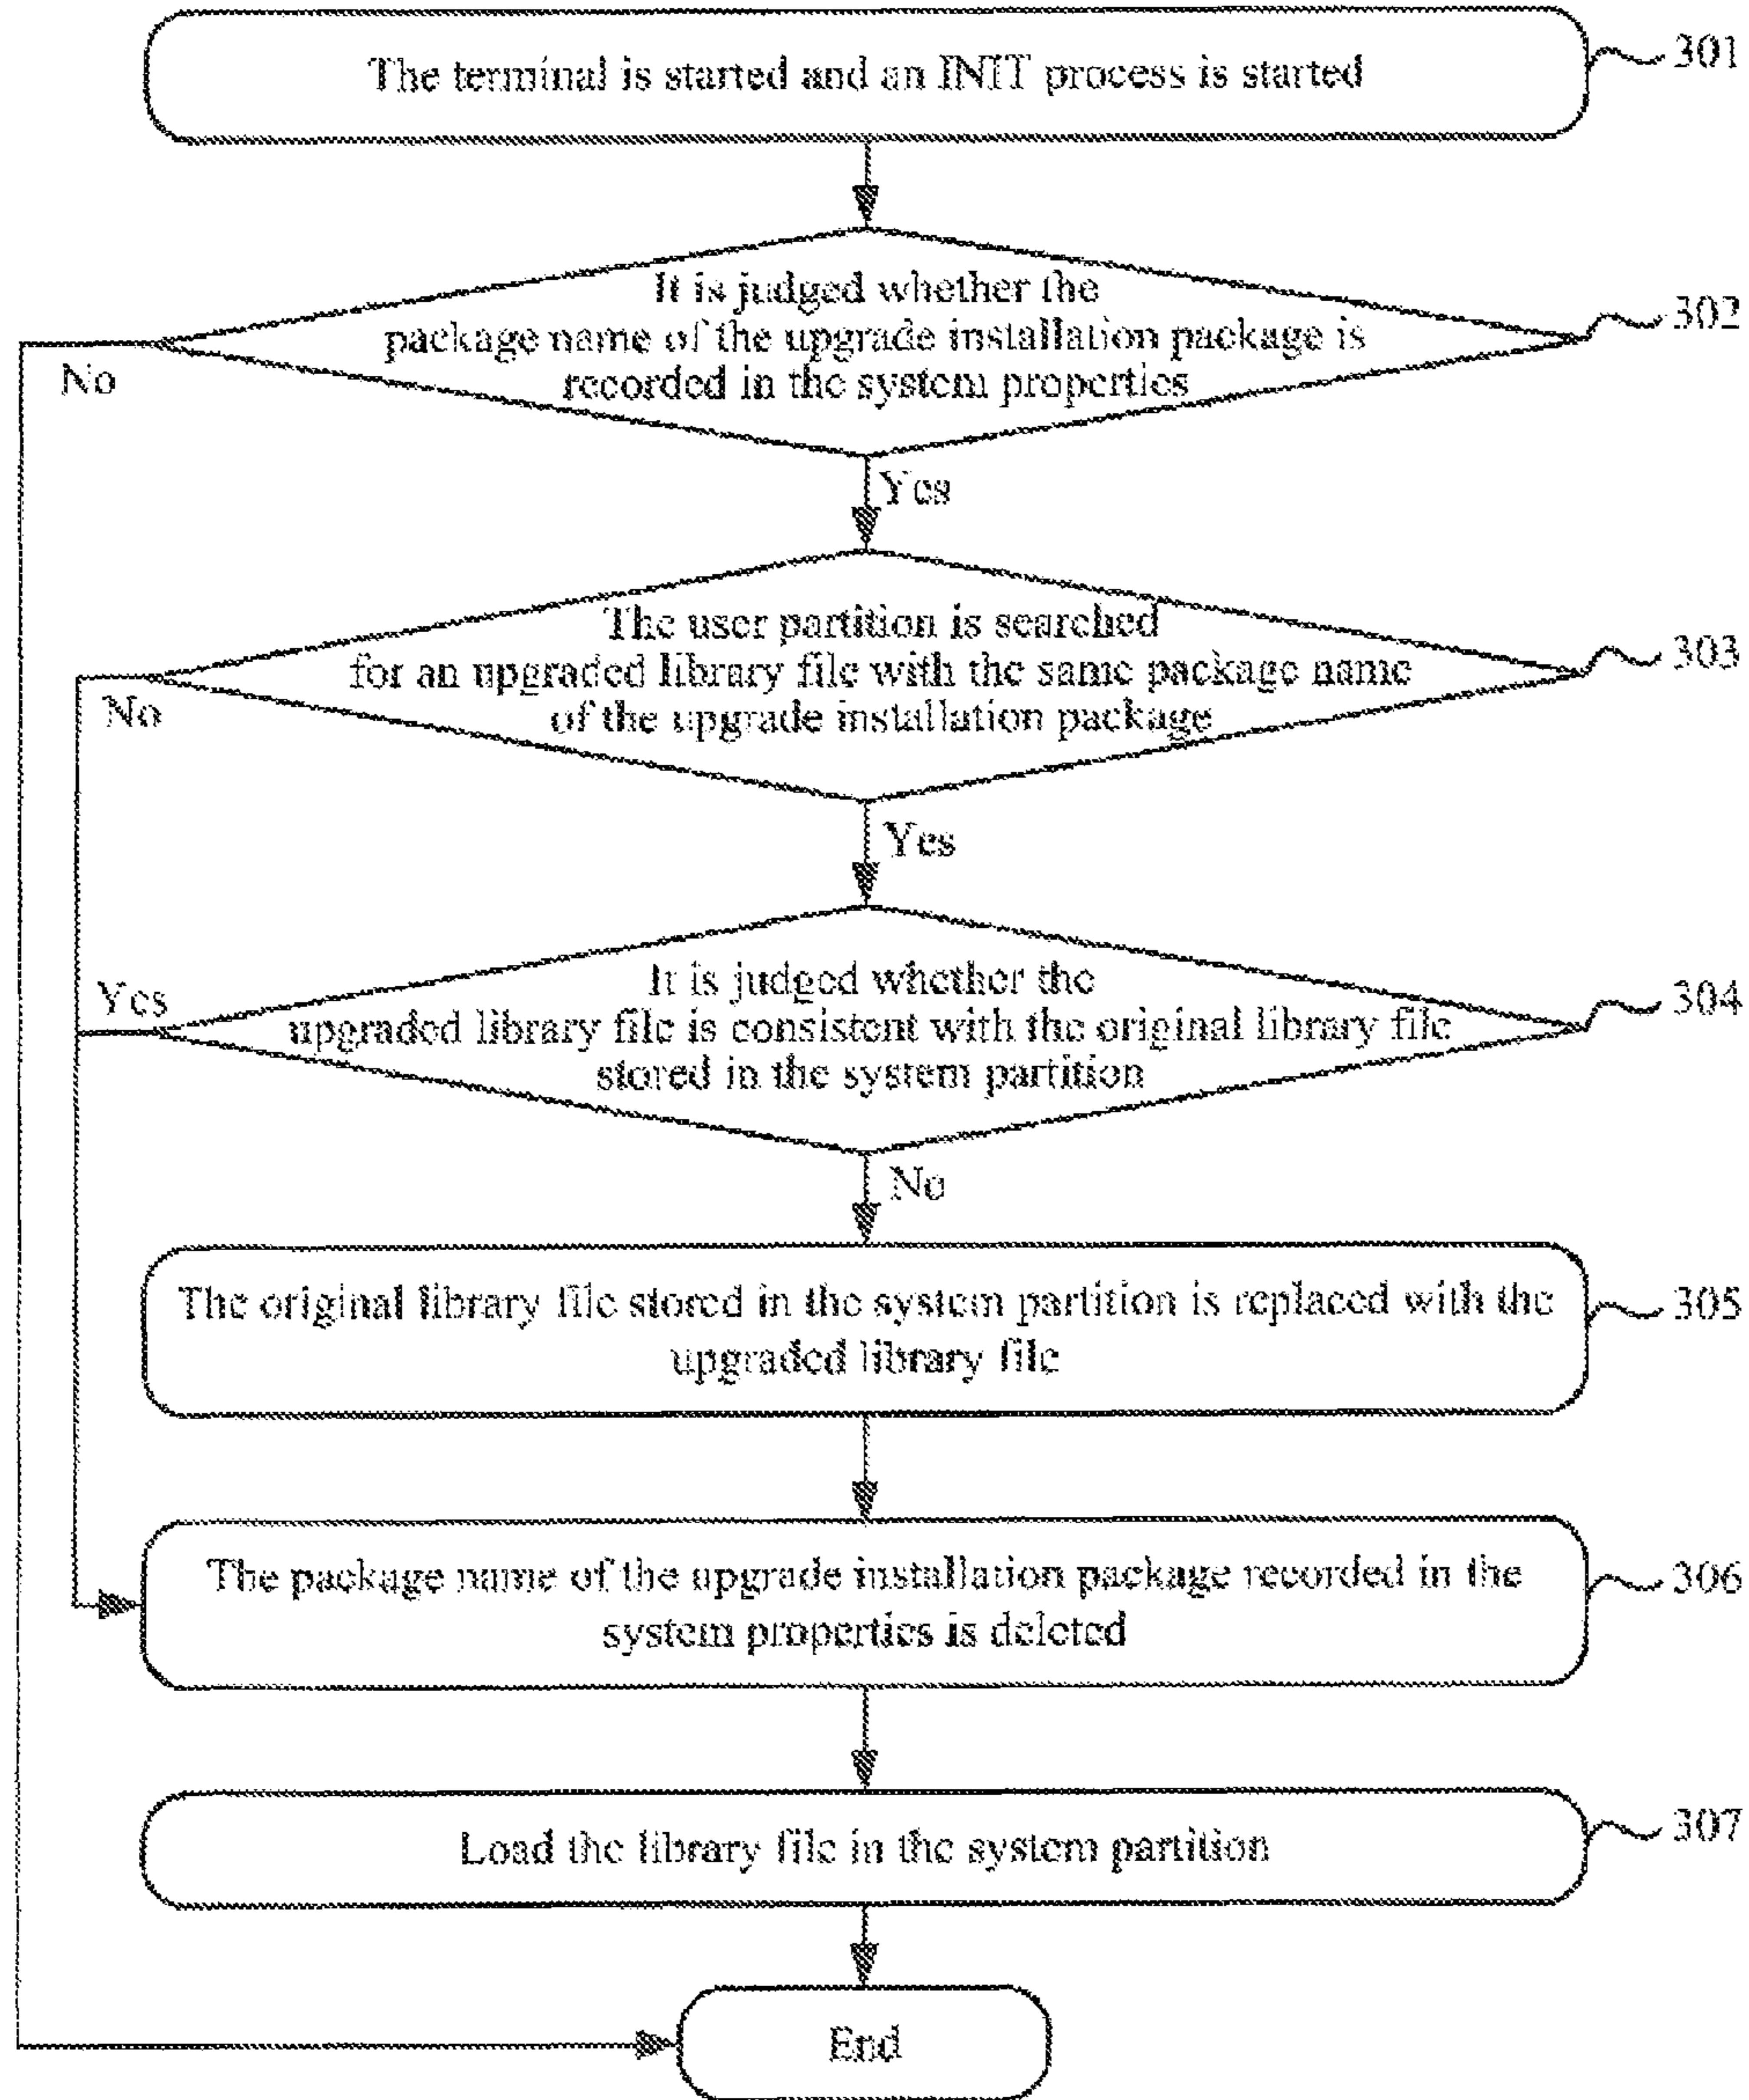 The terminal is started and an INIT process is started
301
It is judged whether the
package name of the upgrade installation package is
recorded in the system properties
302
No
Yes
The user partition is searched
for an upgraded library file with the same package name
of the upgrade installation package
303
No
Yes
It is judged whether the
upgraded library file is consistent with the original library file
stored in the system partition
304
Yes
No
The original library file stored in the system partition is replaced with the
upgraded library file
305
The package name of the upgrade installation package recorded in the
system properties is deleted
306
Load the library file in the system partition
307
End